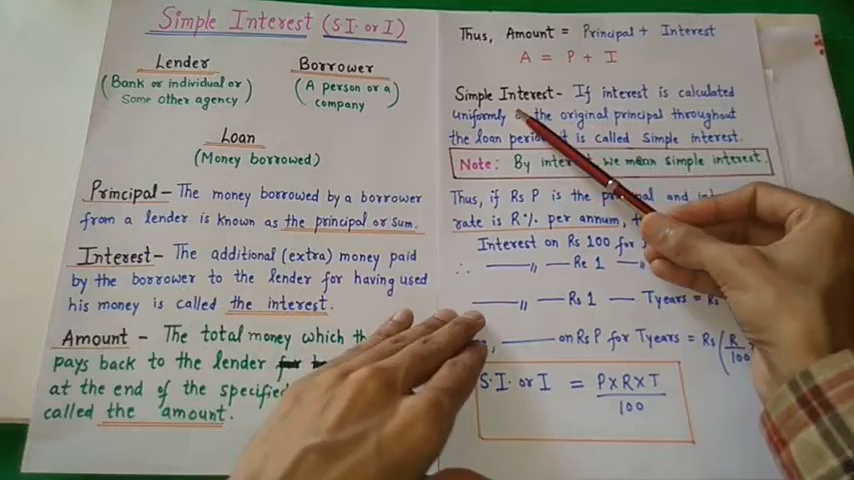 Simple Interest (S·I· or I)
Lender
(Bank or individual or
Some Other agency)
Borrower
(A person or a
company)
Loan
(Money borrowed)
Principal- The money borrowed by a borrower
from a lender is known as the principal or sum.
Interest- The additional (extra) money paid
by the borrower to the lender for having used
his money is called the interest.
Amount - The total money which
pays back to the lender
at the end of the specified
called the amount.
Thus, Amount = Principal + Interest
A = P + I
Simple Interest- If interest is calculated
uniformly the original principal throughout
the loan it is called Simple interest.
Note: By interest we mean simple interest.
Thus, if Rs P is the and
rate is R% per annum,
Interest on Rs 100 for
∴ —〃— Re 1 —〃
—〃— Rs 1 — T years =
—〃— on Rs P for T years = Rs (R/100
S·I· or I = P×R×T
100